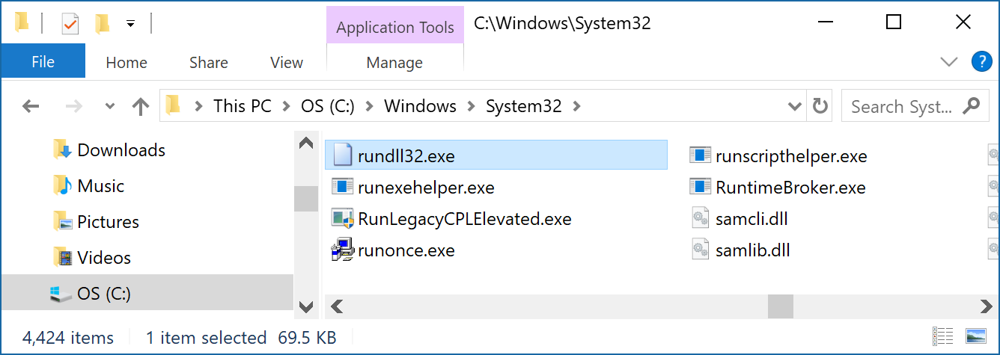 Application Tools C:\Windows\System32
File Home Share View Manage ?
This PC OS (C:) Windows System32 Search Syst...
Downloads
Music
Pictures
Videos
OS (C:)
rundll32.exe
runexehelper.exe
RunLegacyCPLElevated.exe
runonce.exe
runscripthelper.exe
RuntimeBroker.exe
samcli.dll
samlib.dll
4,424 items 1 item selected 69.5 KB